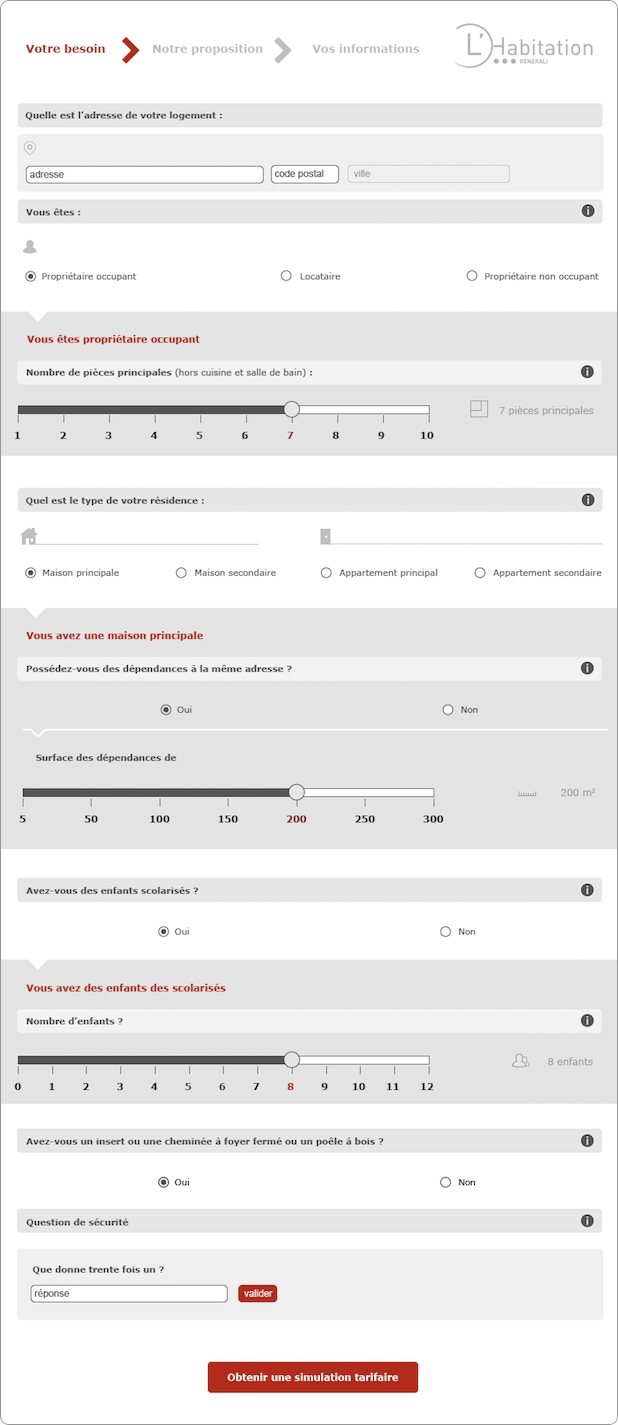 Votre besoin Notre proposition Vos informations L'Habitation
GENERALI
Quelle est l'adresse de votre logement :
adresse code postal ville
Vous êtes : i
Propriétaire occupant Locataire Propriétaire non occupant
Vous êtes propriétaire occupant
Nombre de pièces principales (hors cuisine et salle de bain) : i
7 pièces principales
1 2 3 4 5 6 7 8 9 10
Quel est le type de votre résidence : i
Maison principale Maison secondaire Appartement principal Appartement secondaire
Vous avez une maison principale
Possédez-vous des dépendances à la même adresse ? i
Oui Non
Surface des dépendances de
200 m²
5 50 100 150 200 250 300
Avez-vous des enfants scolarisés ? i
Oui Non
Vous avez des enfants des scolarisés
Nombre d'enfants ? i
8 enfants
0 1 2 3 4 5 6 7 8 9 10 11 12
Avez-vous un insert ou une cheminée à foyer fermé ou un poêle à bois ? i
Oui Non
Question de sécurité i
Que donne trente fois un ?
réponse valider
Obtenir une simulation tarifaire